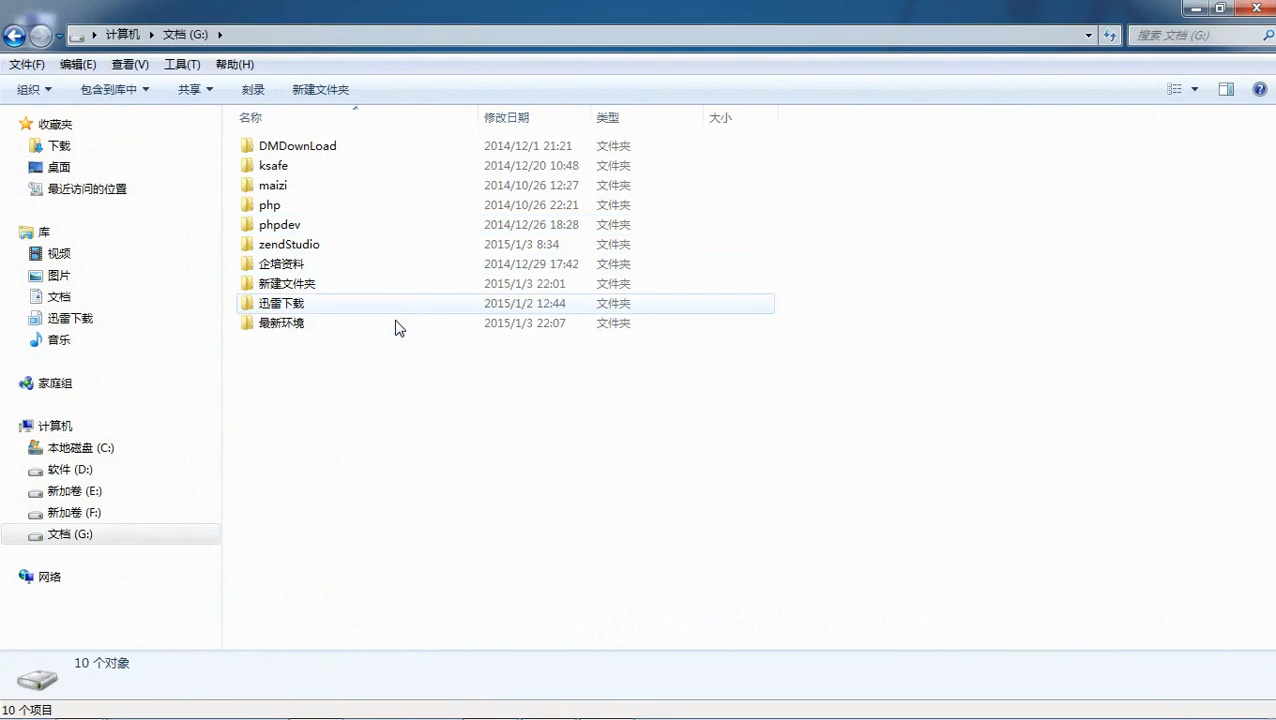 计算机 文档 (G:)
搜索 文档 (G:)
文件(F) 编辑(E) 查看(V) 工具(T) 帮助(H)
组织 包含到库中 共享 刻录 新建文件夹
收藏夹
下载
桌面
最近访问的位置
库
视频
图片
文档
迅雷下载
音乐
家庭组
计算机
本地磁盘 (C:)
软件 (D:)
新加卷 (E:)
新加卷 (F:)
文档 (G:)
网络
名称 修改日期 类型 大小
DMDownLoad 2014/12/1 21:21 文件夹
ksafe 2014/12/20 10:48 文件夹
maizi 2014/10/26 12:27 文件夹
php 2014/10/26 22:21 文件夹
phpdev 2014/12/26 18:28 文件夹
zendStudio 2015/1/3 8:34 文件夹
企培资料 2014/12/29 17:42 文件夹
新建文件夹 2015/1/3 22:01 文件夹
迅雷下载 2015/1/2 12:44 文件夹
最新环境 2015/1/3 22:07 文件夹
10 个对象
10 个项目